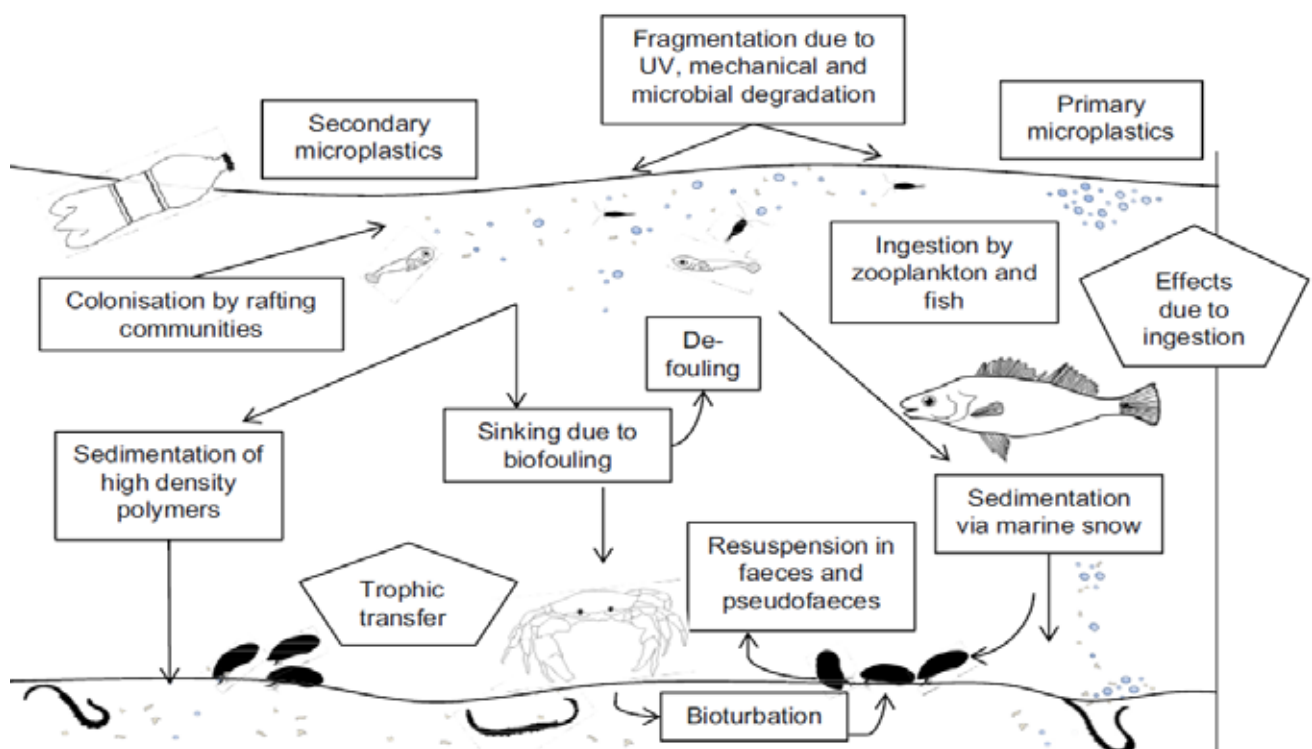 Fragmentation due to
UV, mechanical and
microbial degradation
Secondary
microplastics
Primary
microplastics
Colonisation by rafting
communities
Ingestion by
zooplankton and
fish
Effects
due to
ingestion
De-
fouling
Sinking due to
biofouling
Sedimentation of
high density
polymers
Sedimentation
via marine snow
Resuspension in
faeces and
pseudofaeces
Trophic
transfer
Bioturbation